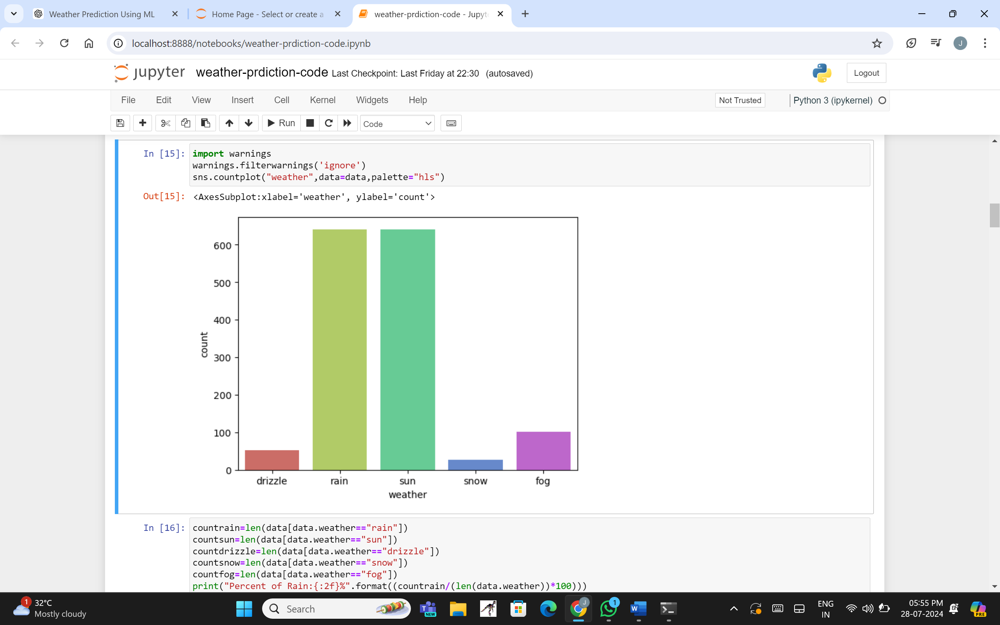 Weather Prediction Using ML
Home Page - Select or create a
weather-prdiction-code - Jupyt
localhost:8888/notebooks/weather-prdiction-code.ipynb
J
jupyter weather-prdiction-code Last Checkpoint: Last Friday at 22:30 (autosaved)
Logout
File Edit View Insert Cell Kernel Widgets Help
Not Trusted
Python 3 (ipykernel)
Run
Code
In [15]: import warnings
warnings.filterwarnings('ignore')
sns.countplot("weather",data=data,palette="hls")
Out[15]: <AxesSubplot:xlabel='weather', ylabel='count'>
600
500
400
300
200
100
0
count
drizzle rain sun snow fog
weather
In [16]: countrain=len(data[data.weather=="rain"])
countsun=len(data[data.weather=="sun"])
countdrizzle=len(data[data.weather=="drizzle"])
countsnow=len(data[data.weather=="snow"])
countfog=len(data[data.weather=="fog"])
print("Percent of Rain:{:2f}%".format((countrain/(len(data.weather))*100)))
1
32°C
Mostly cloudy
Search
T
NEW
J
1
W
ENG
IN
05:55 PM
28-07-2024
PRE